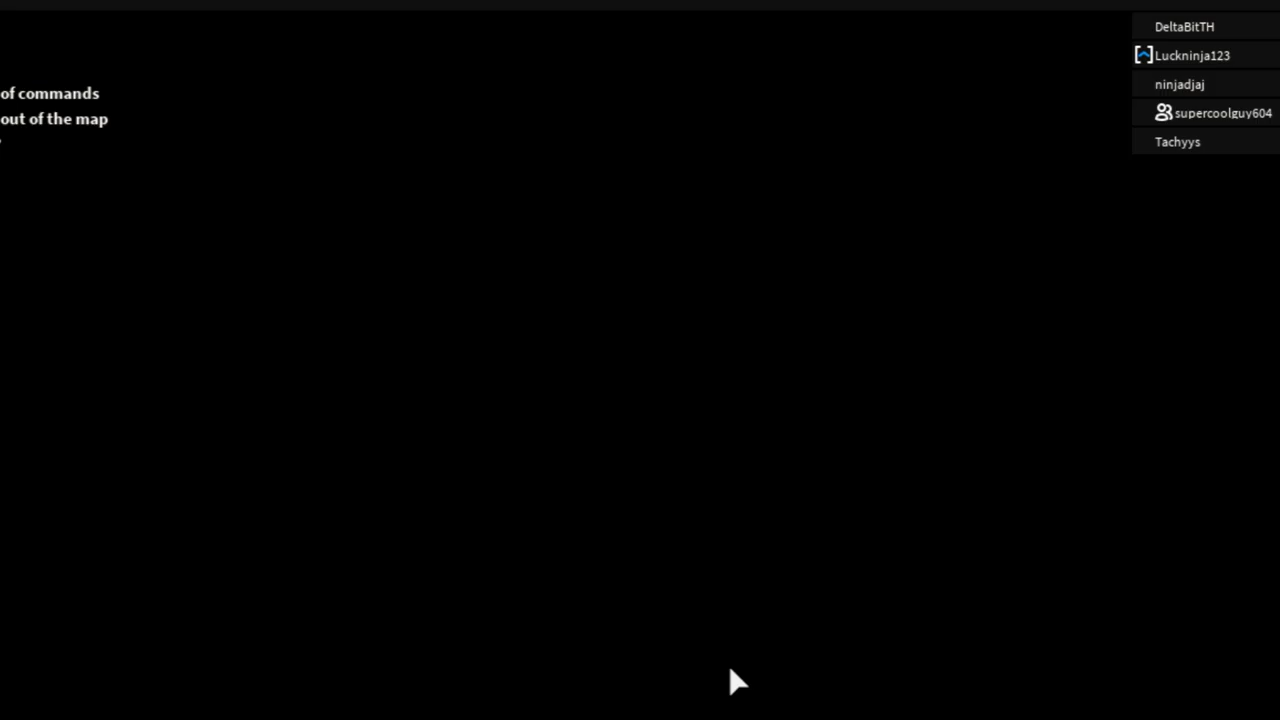 DeltaBitTH
Luckninja123
of commands
ninjadjaj
out of the map
supercoolguy604
Tachyys